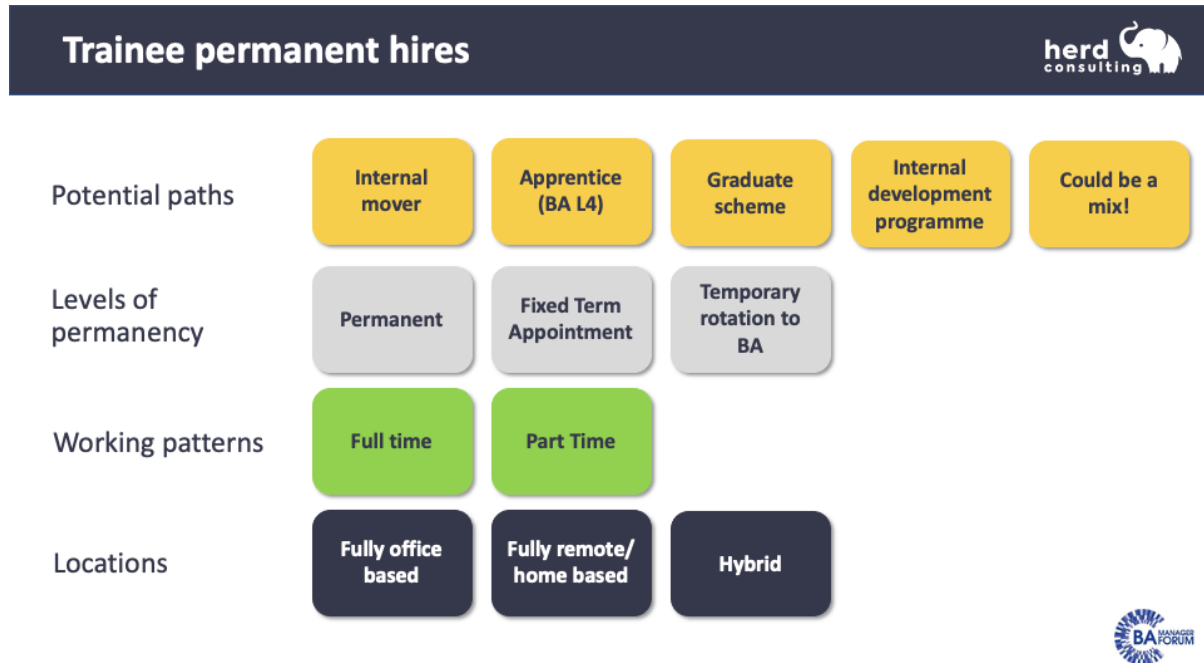 Trainee permanent hires
herd
consulting
Potential paths
Internal
mover
Apprentice
(BA L4)
Graduate
scheme
Internal
development
programme
Could be a
mix!
Levels of
permanency
Permanent
Fixed Term
Appointment
Temporary
rotation to
BA
Working patterns
Full time
Part Time
Locations
Fully office
based
Fully remote/
home based
Hybrid
BA MANAGER
FORUM